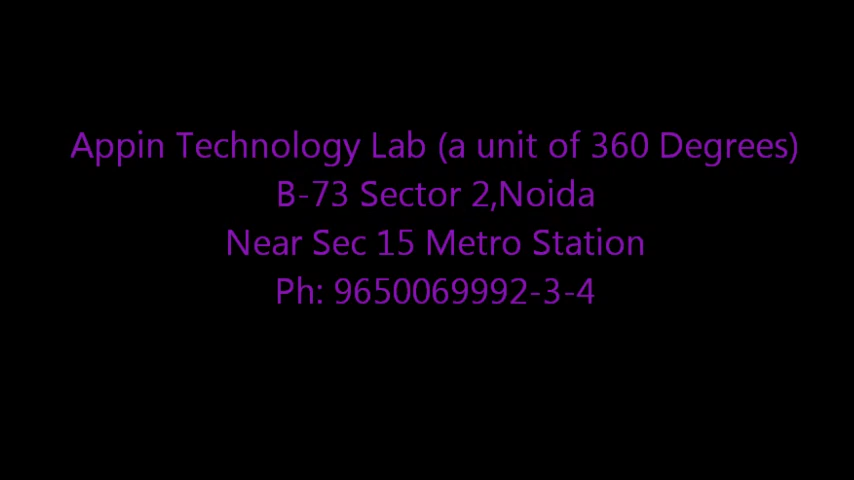 Appin Technology Lab (a unit of 360 Degrees)
B-73 Sector 2,Noida
Near Sec 15 Metro Station
Ph: 9650069992-3-4